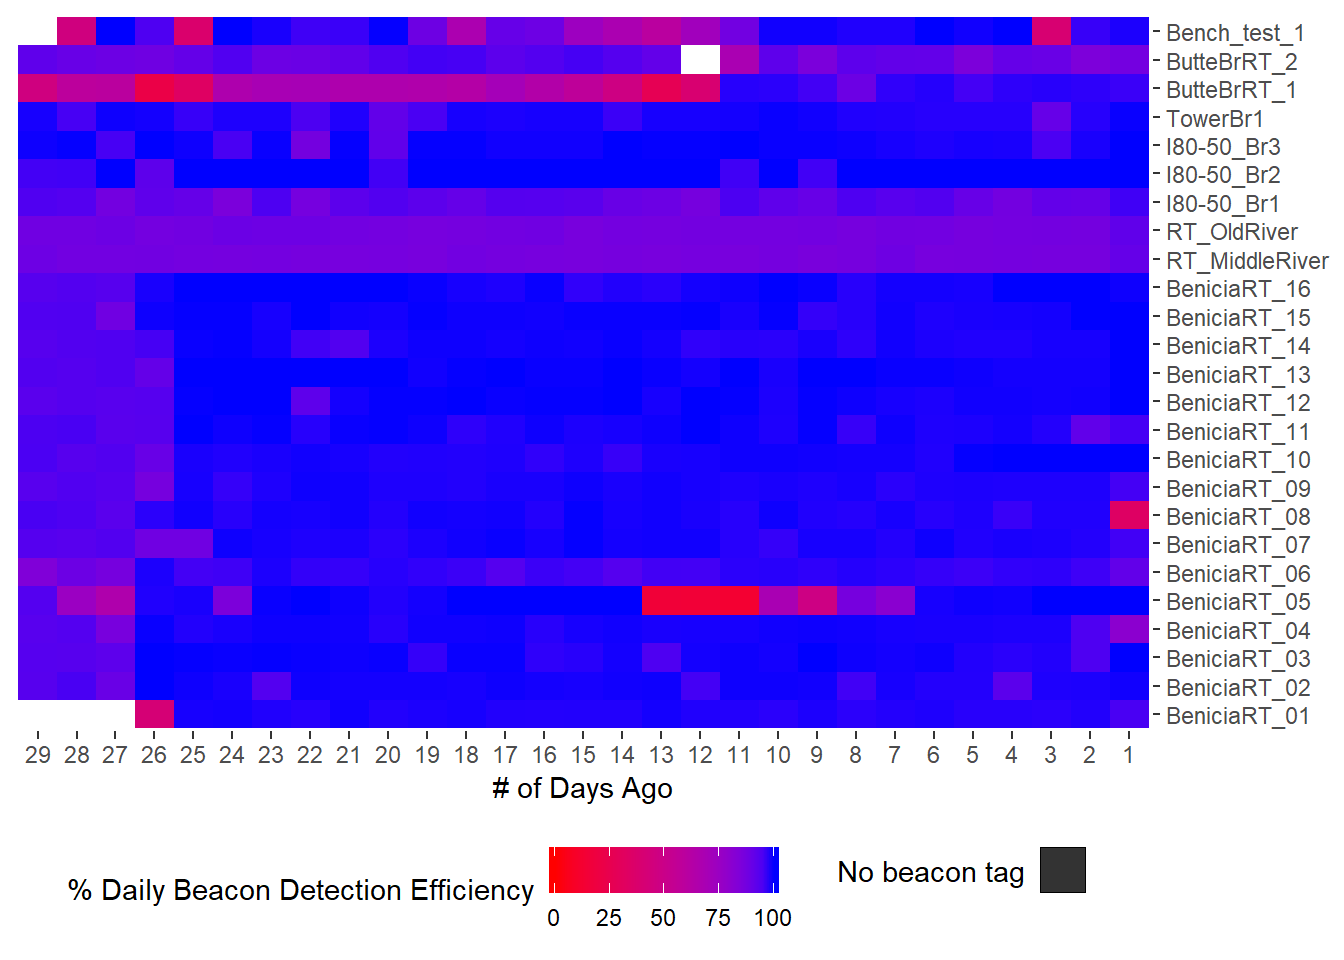 Bench_test_1
ButteBrRT_2
ButteBrRT_1
TowerBr1
I80-50_Br3
I80-50_Br2
I80-50_Br1
RT_OldRiver
RT_MiddleRiver
BeniciaRT_16
BeniciaRT_15
BeniciaRT_14
BeniciaRT_13
BeniciaRT_12
BeniciaRT_11
BeniciaRT_10
BeniciaRT_09
BeniciaRT_08
BeniciaRT_07
BeniciaRT_06
BeniciaRT_05
BeniciaRT_04
BeniciaRT_03
BeniciaRT_02
BeniciaRT_01
29 28 27 26 25 24 23 22 21 20 19 18 17 16 15 14 13 12 11 10 9 8 7 6 5 4 3 2 1
# of Days Ago
% Daily Beacon Detection Efficiency
0 25 50 75 100
No beacon tag